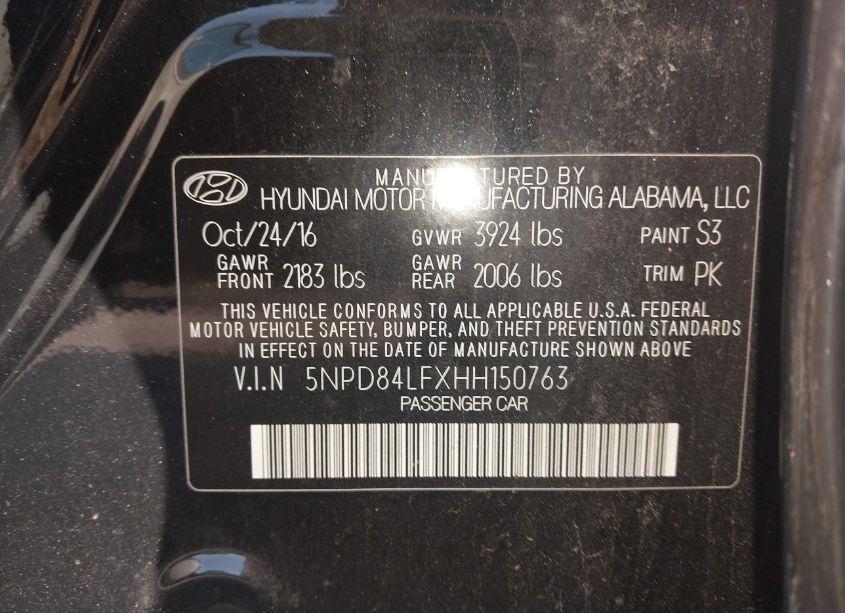 MANUFACTURED BY
HYUNDAI MOTOR MANUFACTURING ALABAMA, LLC
Oct/24/16 GVWR 3924 lbs PAINT S3
GAWR FRONT 2183 lbs GAWR REAR 2006 lbs TRIM PK
THIS VEHICLE CONFORMS TO ALL APPLICABLE U.S.A. FEDERAL
MOTOR VEHICLE SAFETY, BUMPER, AND THEFT PREVENTION STANDARDS
IN EFFECT ON THE DATE OF MANUFACTURE SHOWN ABOVE
V.I.N 5NPD84LFXHH150763
PASSENGER CAR